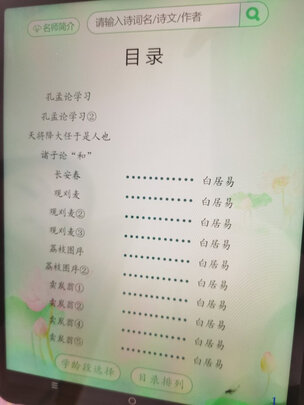 名师简介
请输入诗词名/诗文/作者
目录
孔孟论学习
孔孟论学习②
天将降大任于是人也
诸子论“和”
长安春 ●●●●●●●●●●●● 白居易
观刈麦 ●●●●●●●●●●●● 白居易
观刈麦② ●●●●●●●●●●●● 白居易
观刈麦③ ●●●●●●●●●●●● 白居易
荔枝图序 ●●●●●●●●●●●● 白居易
荔枝图序② ●●●●●●●●●●●● 白居易
卖炭翁① ●●●●●●●●●●●● 白居易
卖炭翁② ●●●●●●●●●●●● 白居易
卖炭翁④ ●●●●●●●●●●●● 白居易
卖炭翁⑤ ●●●●●●●●●●●● 白居易
学龄段选择
目录排列
1